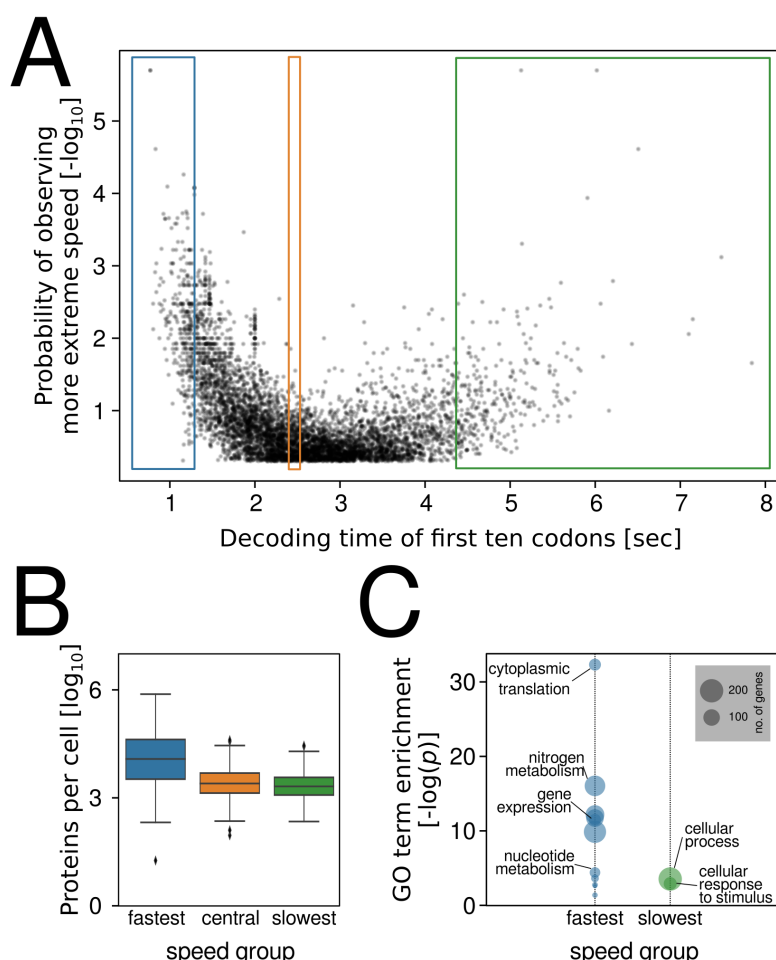 A
Probability of observing
more extreme speed [-log10]
5
4
3
2
1
1 2 3 4 5 6 7 8
Decoding time of first ten codons [sec]
B
Proteins per cell [log10]
6
3
0
fastest central slowest
speed group
C
GO term enrichment
[-log(p)]
30
20
10
0
cytoplasmic
translation
nitrogen
metabolism
gene
expression
nucleotide
metabolism
200
100
no. of genes
cellular
process
cellular
response
to stimulus
fastest slowest
speed group